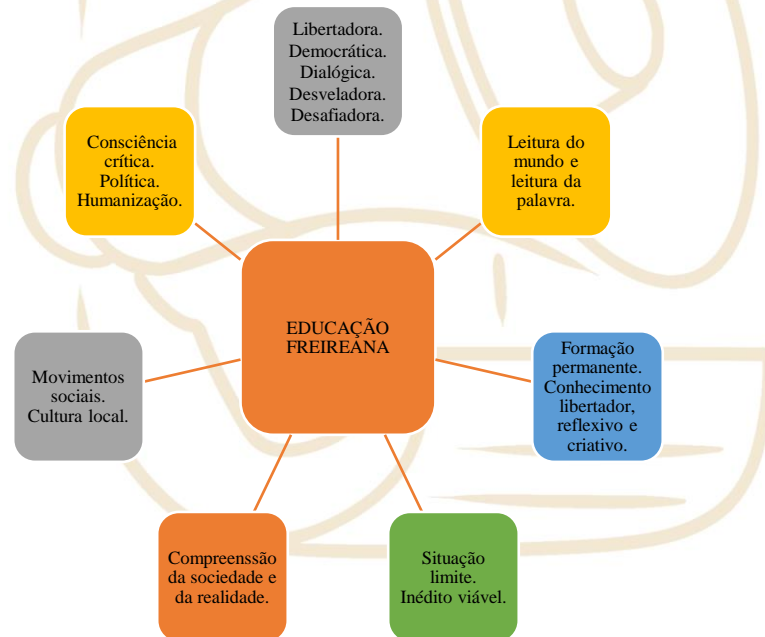 Libertadora.
Democrática.
Dialógica.
Desveladora.
Desafiadora.
Consciência
crítica.
Política.
Humanização.
Leitura do
mundo e
leitura da
palavra.
EDUCAÇÃO
FREIREANA
Movimentos
sociais.
Cultura local.
Formação
permanente.
Conhecimento
libertador,
reflexivo e
criativo.
Compreenssão
da sociedade e
da realidade.
Situação
limite.
Inédito viável.